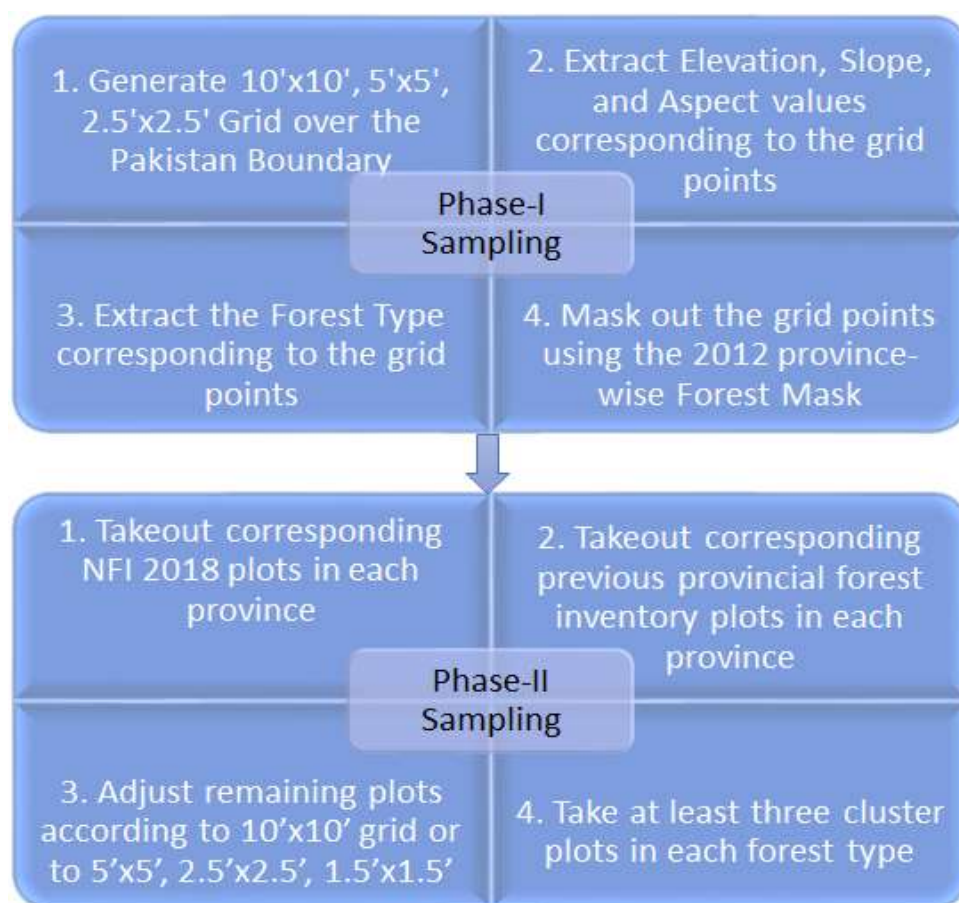 1. Generate 10'x10', 5'x5',
2.5'x2.5' Grid over the
Pakistan Boundary
2. Extract Elevation, Slope,
and Aspect values
corresponding to the grid
points
Phase-I
Sampling
3. Extract the Forest Type
corresponding to the grid
points
4. Mask out the grid points
using the 2012 province-
wise Forest Mask
1. Takeout corresponding
NFI 2018 plots in each
province
2. Takeout corresponding
previous provincial forest
inventory plots in each
province
Phase-II
Sampling
3. Adjust remaining plots
according to 10’x10’ grid or
to 5’x5’, 2.5’x2.5’, 1.5’x1.5’
4. Take at least three cluster
plots in each forest type